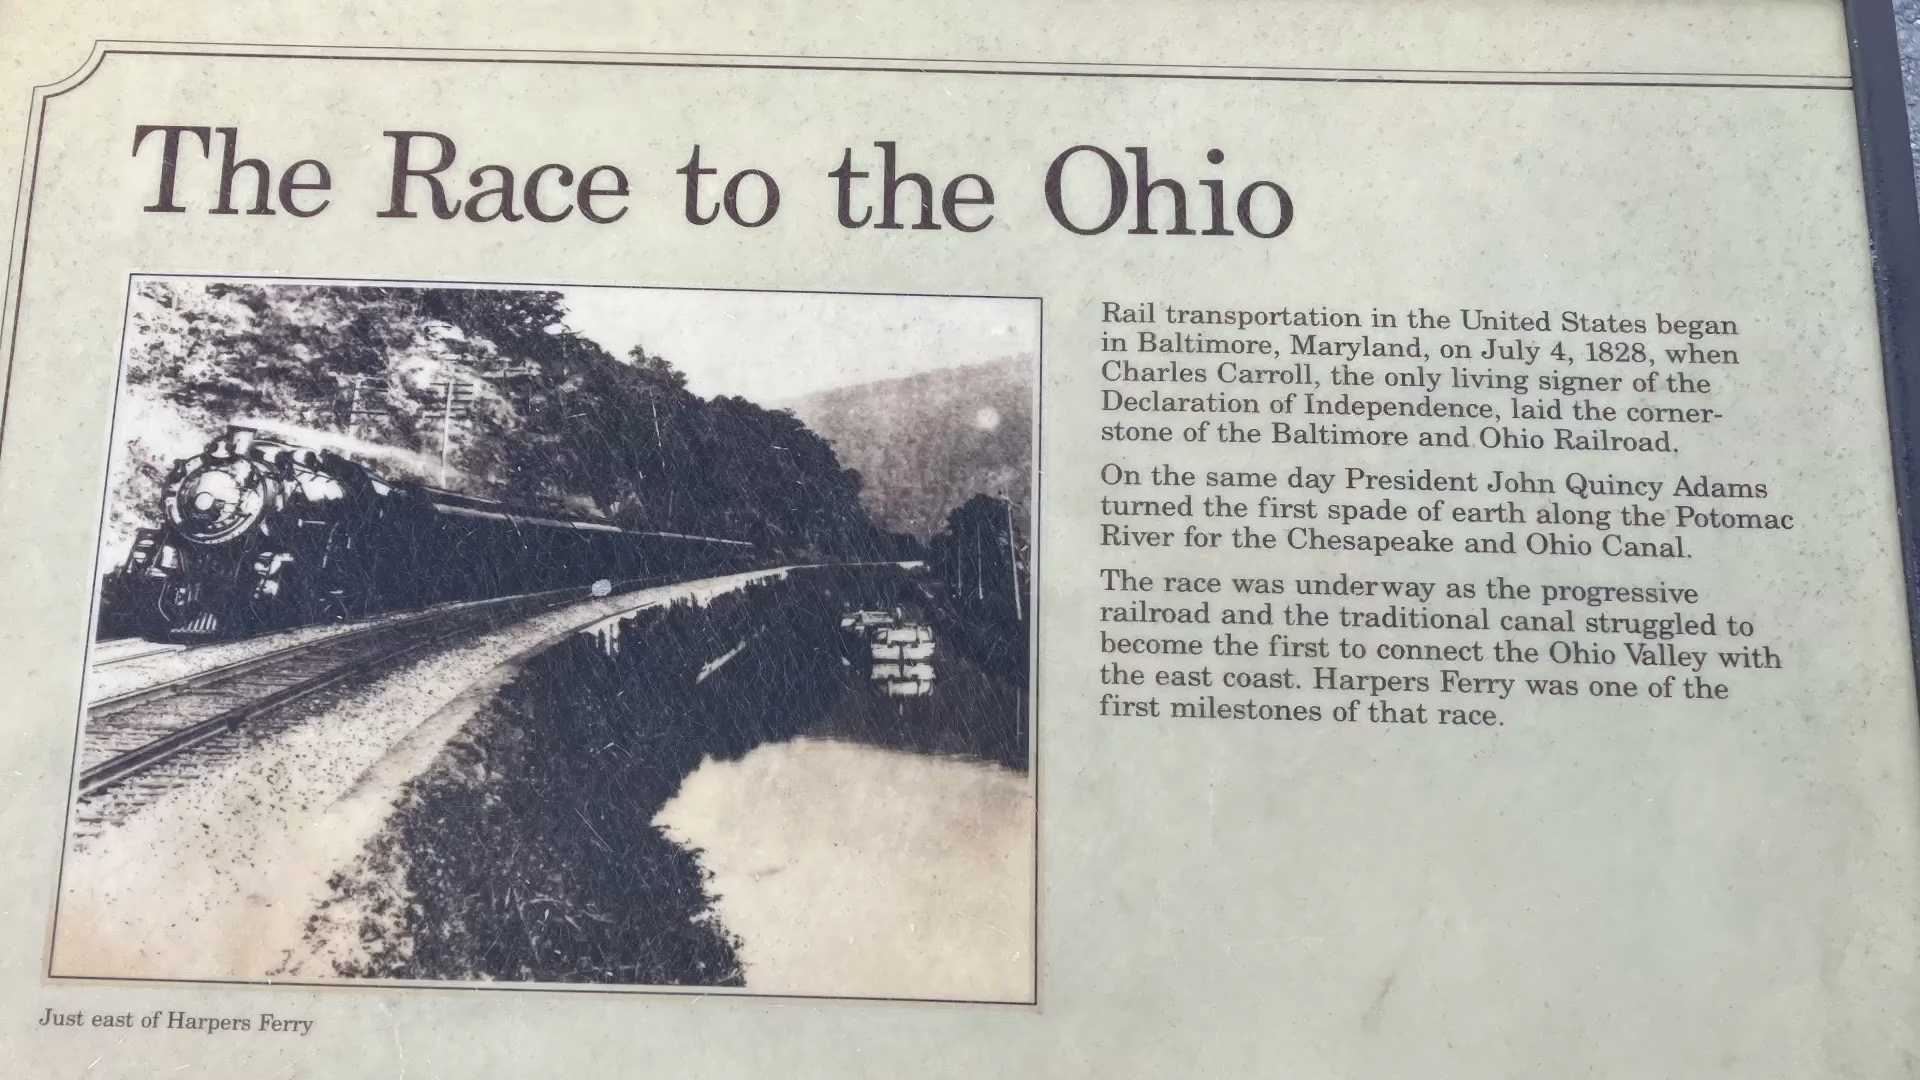 The Race to the Ohio
Rail transportation in the United States began
in Baltimore, Maryland, on July 4, 1828, when
Charles Carroll, the only living signer of the
Declaration of Independence, laid the corner-
stone of the Baltimore and Ohio Railroad.
On the same day President John Quincy Adams
turned the first spade of earth along the Potomac
River for the Chesapeake and Ohio Canal.
The race was underway as the progressive
railroad and the traditional canal struggled to
become the first to connect the Ohio Valley with
the east coast. Harpers Ferry was one of the
first milestones of that race.
Just east of Harpers Ferry